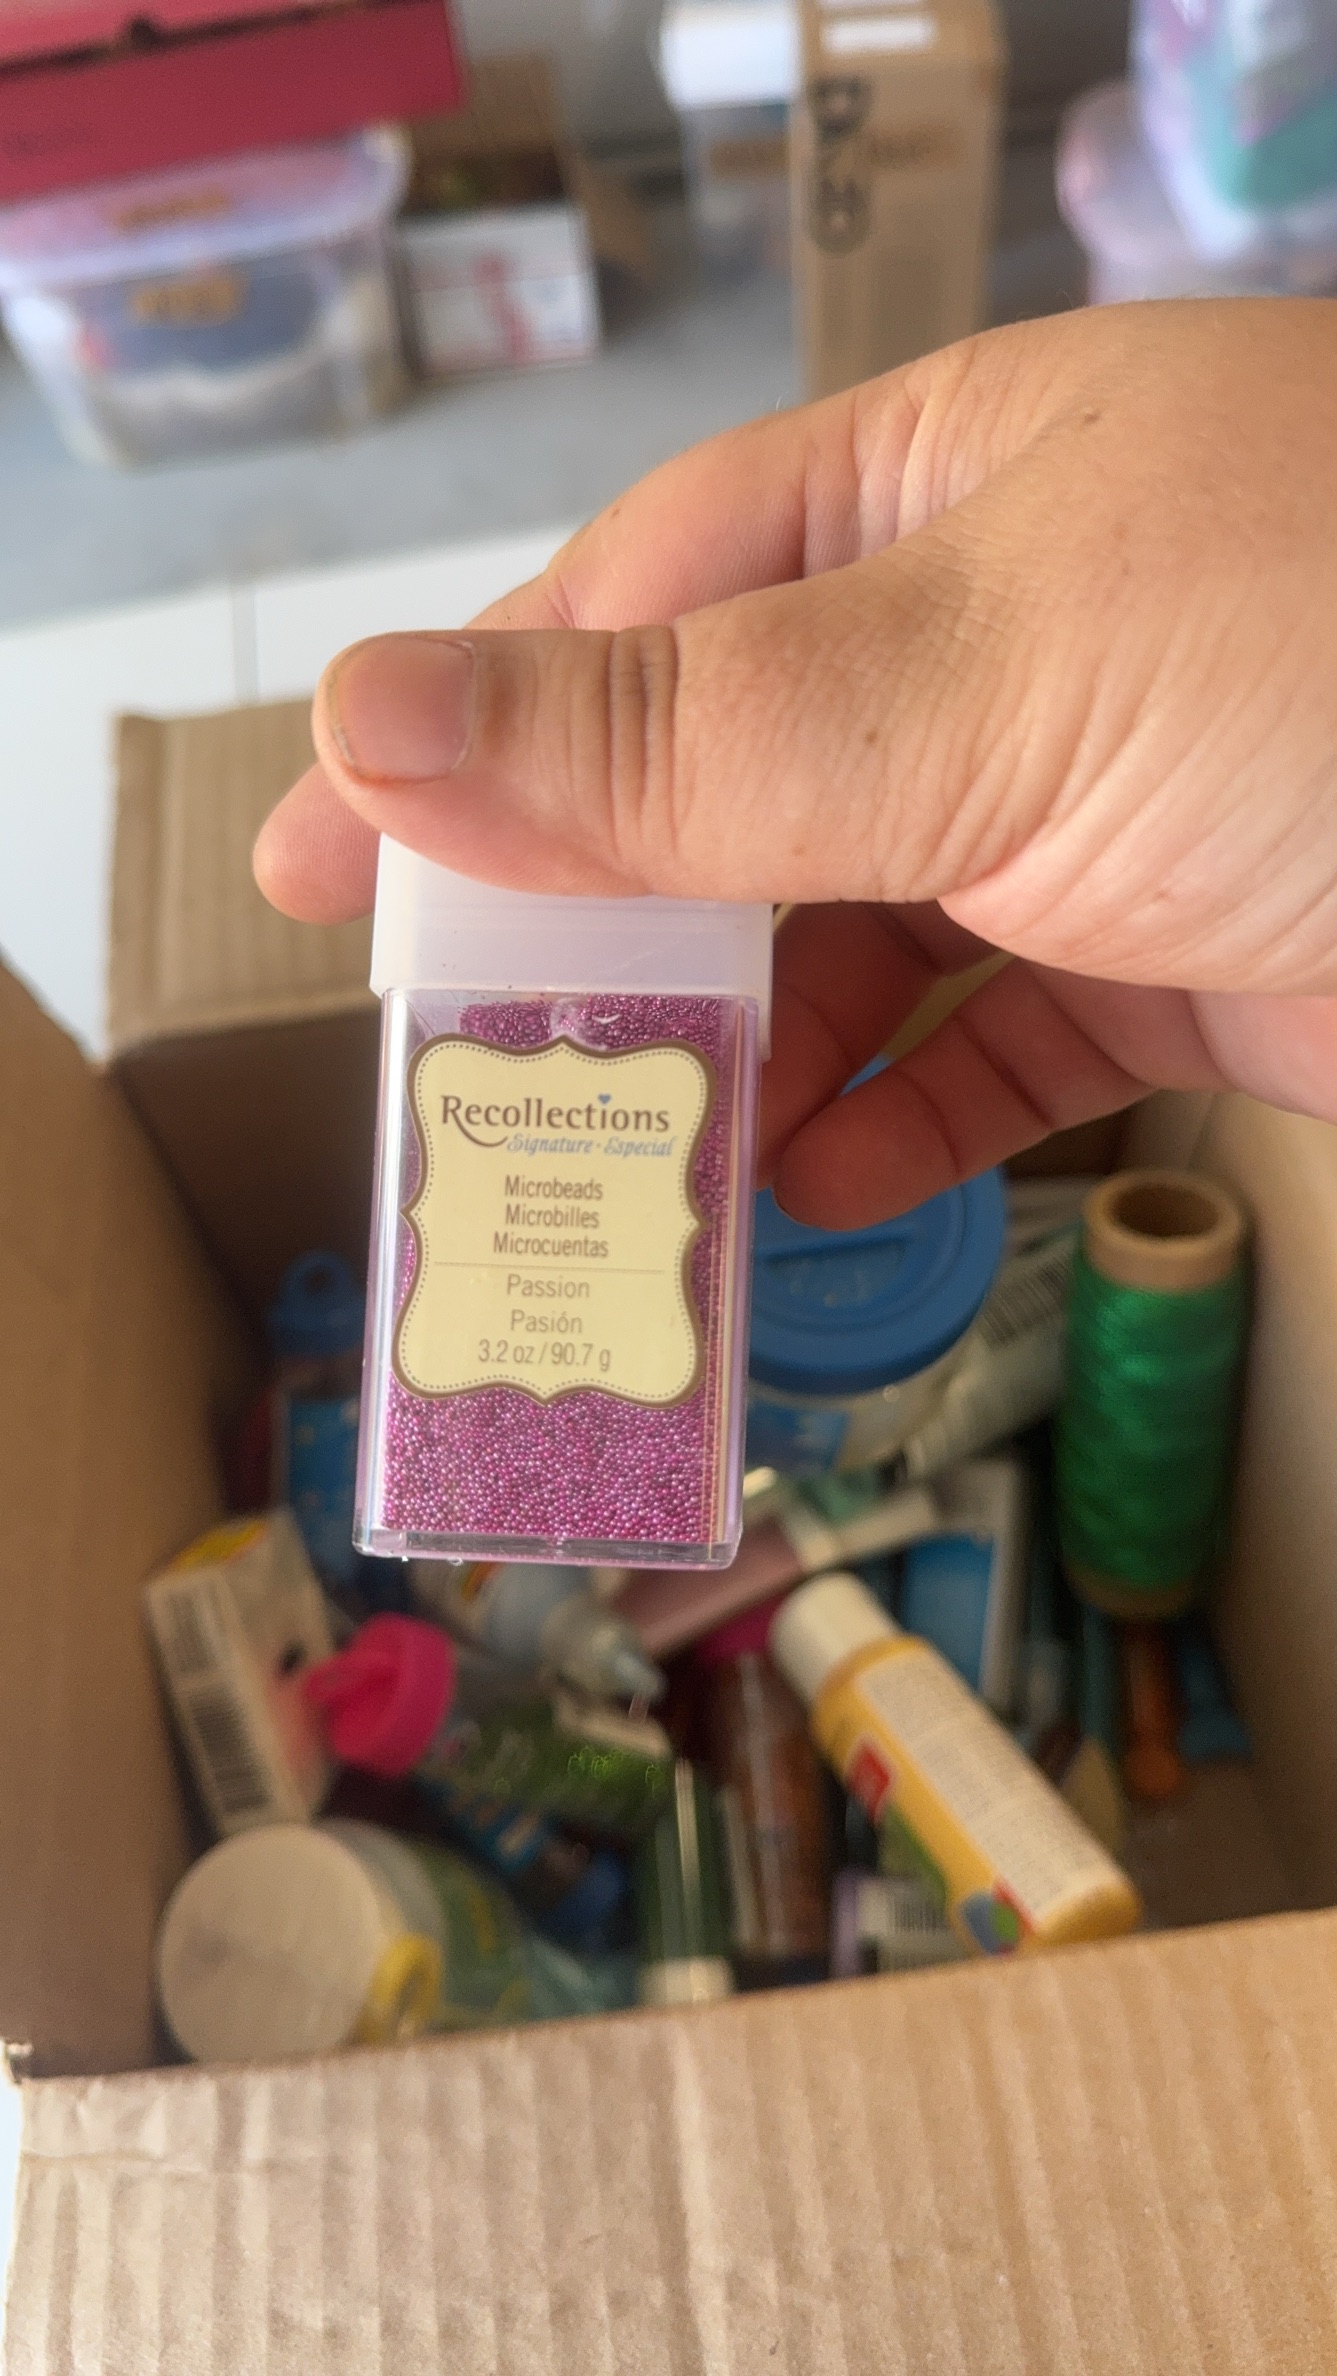 Recollections
Signature · Especial
Microbeads
Microbilles
Microcuentas
Passion
Pasión
3.2 oz / 90.7 g